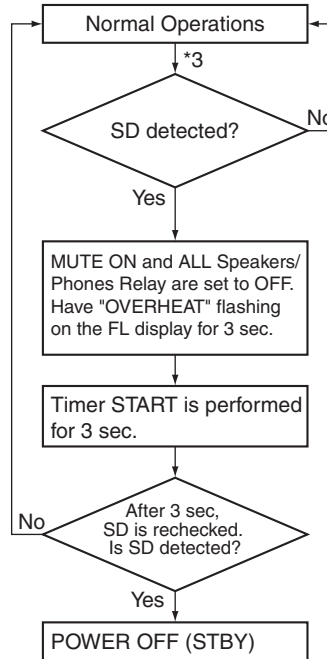 Normal Operations
*3
SD detected?
No
Yes
MUTE ON and ALL Speakers/
Phones Relay are set to OFF.
Have "OVERHEAT" flashing
on the FL display for 3 sec.
Timer START is performed
for 3 sec.
After 3 sec,
SD is rechecked.
Is SD detected?
No
Yes
POWER OFF (STBY)